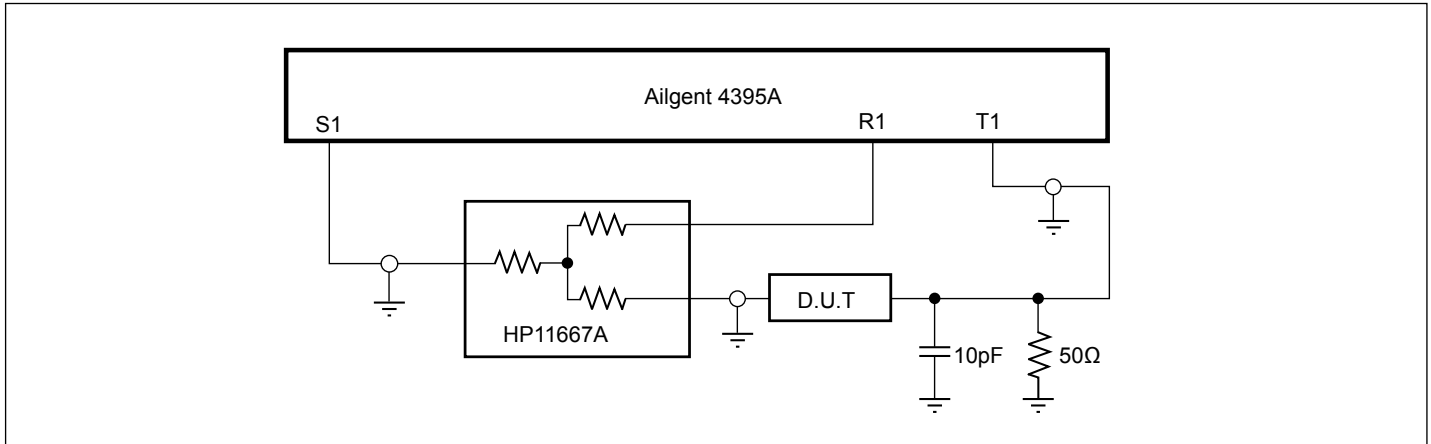 Ailgent 4395A
S1
R1
T1
HP11667A
D.U.T
10pF
50Ω